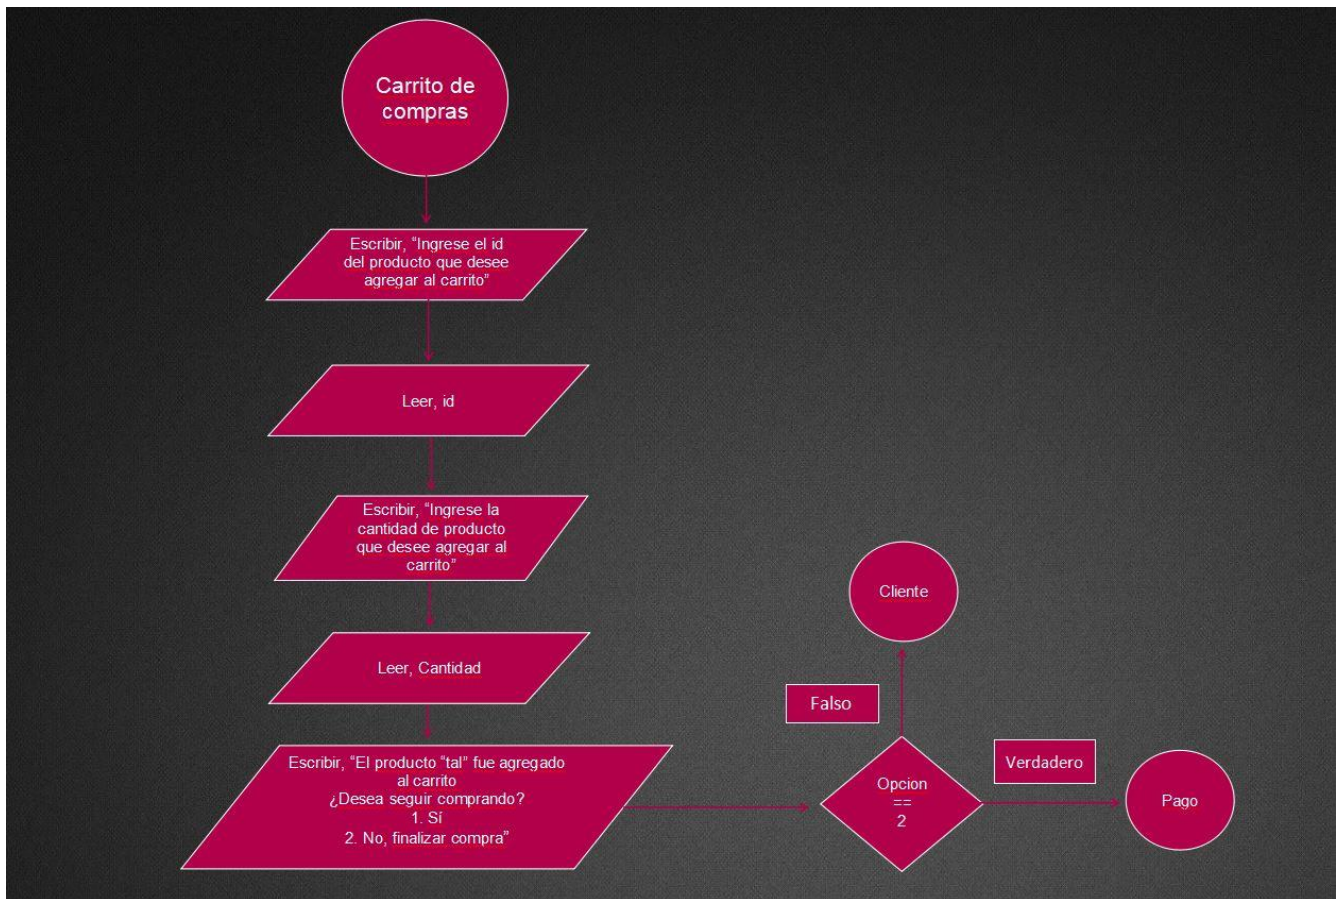 Carrito de
compras
Escribir, “Ingrese el id
del producto que desee
agregar al carrito”
Leer, id
Escribir, “Ingrese la
cantidad de producto
que desee agregar al
carrito”
Leer, Cantidad
Escribir, “El producto “tal” fue agregado
al carrito
¿Desea seguir comprando?
1. Sí
2. No, finalizar compra”
Cliente
Falso
Opcion
==
2
Verdadero
Pago